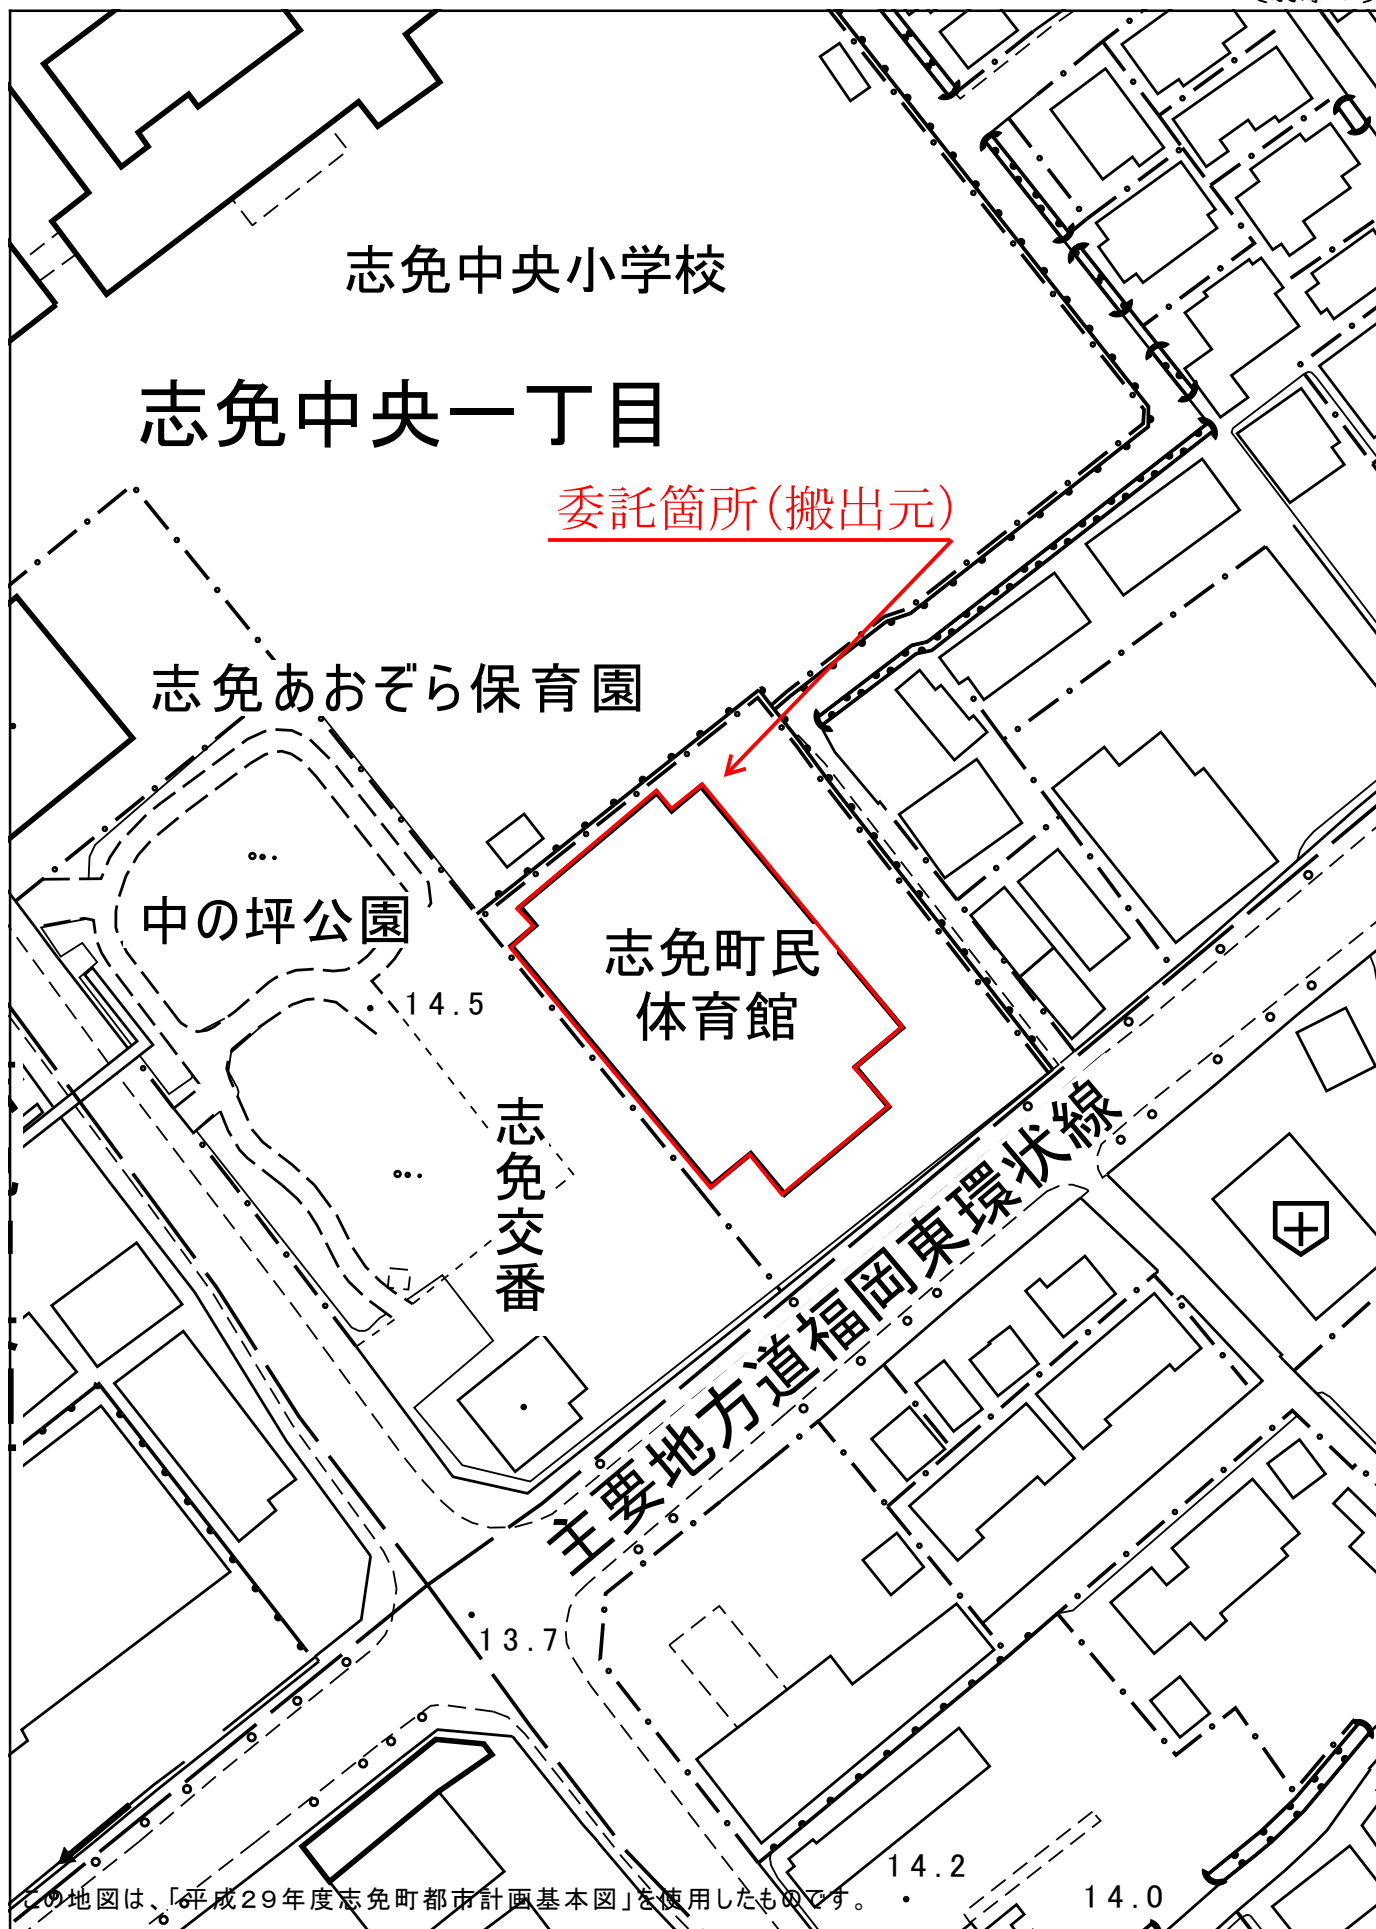 志免中央小学校
志免中央一丁目
委託箇所(搬出元)
志免あおぞら保育園
中の坪公園
志免町民
体育館
14.5
志免交番
主要地方道福岡東環状線
13.7
14.2
14.0
この地図は、「平成29年度志免町都市計画基本図」を使用したものです。